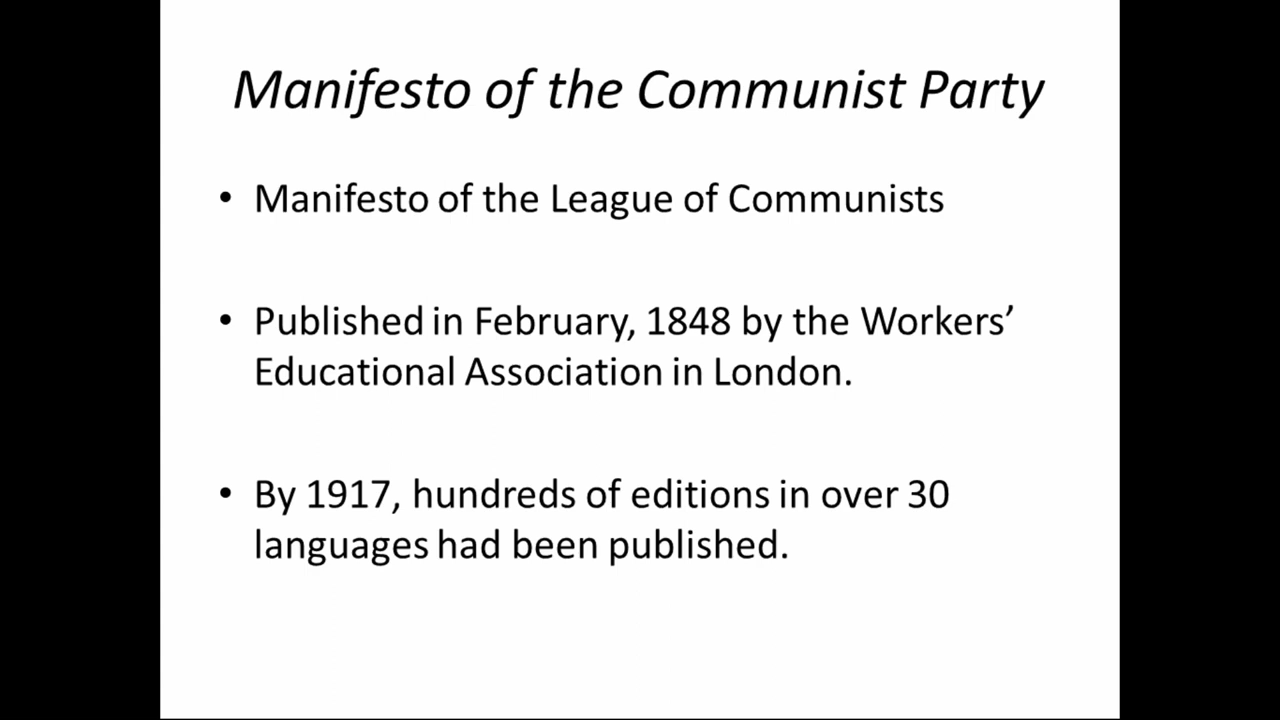 Manifesto of the Communist Party
• Manifesto of the League of Communists
• Published in February, 1848 by the Workers’
Educational Association in London.
• By 1917, hundreds of editions in over 30
languages had been published.